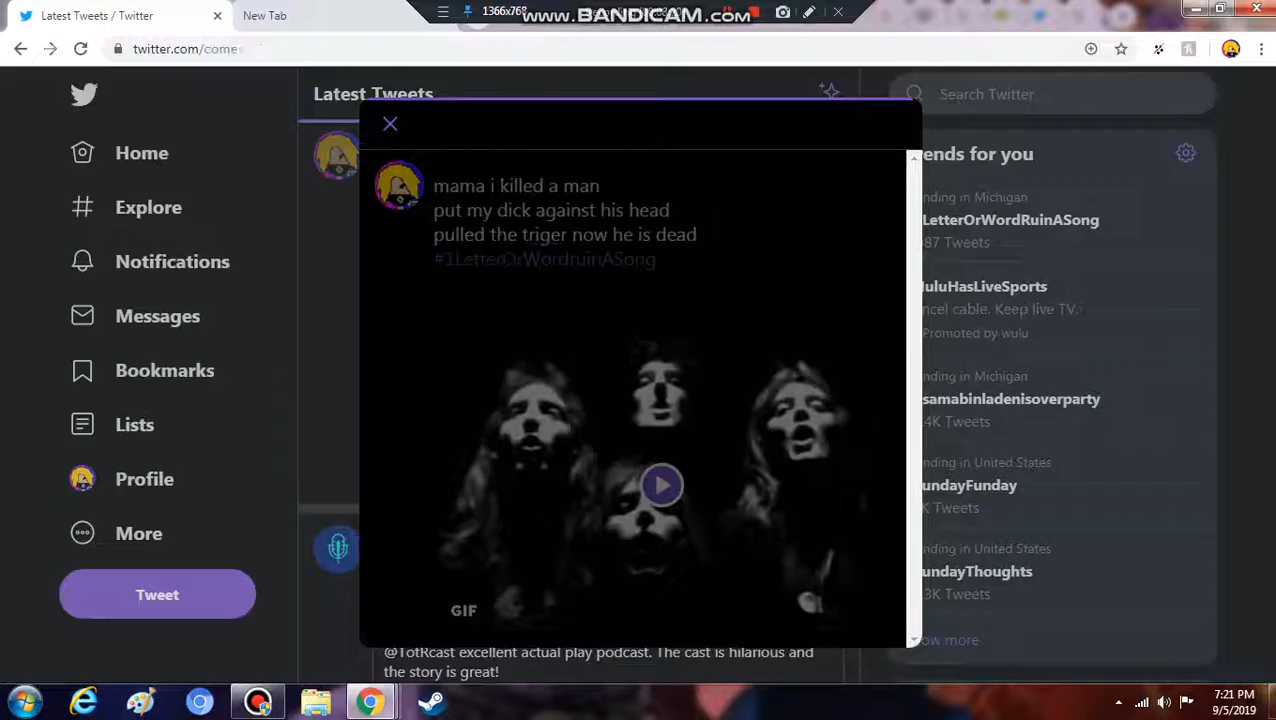 Latest Tweets / Twitter
New Tab
1366x768
www.BANDICAM.com
twitter.com/comes
Latest Tweets
Search Twitter
Home
Explore
Notifications
Messages
Bookmarks
Lists
Profile
More
Tweet
mama i killed a man
put my dick against his head
pulled the triger now he is dead
#1LetterOrWordruinASong
GIF
ends for you
nding in Michigan
LetterOrWordRuinASong
87 Tweets
uluHasLiveSports
ncel cable. Keep live TV.
Promoted by wulu
nding in Michigan
samabinladenisoverparty
4K Tweets
nding in United States
undayFunday
K Tweets
nding in United States
undayThoughts
3K Tweets
ow more
@TotRcast excellent actual play podcast. The cast is hilarious and
the story is great!
7:21 PM
9/5/2019